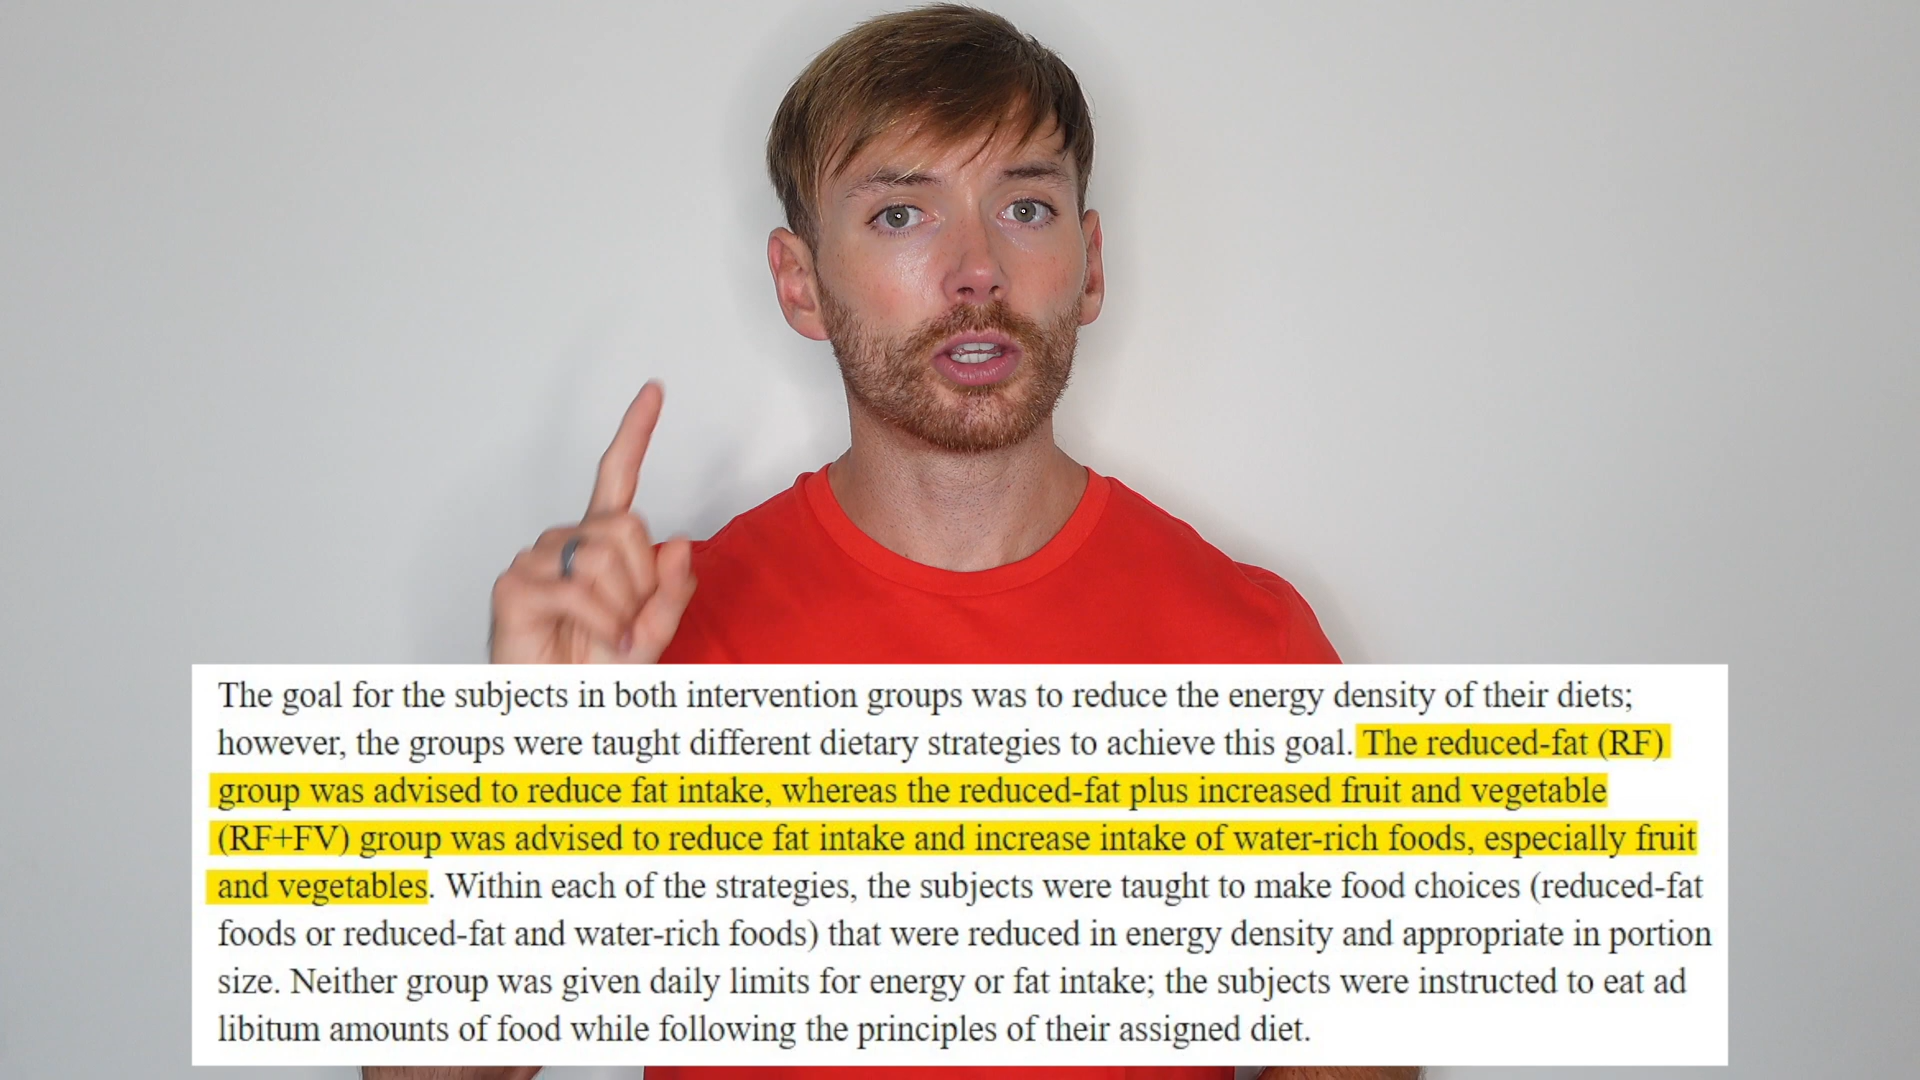 The goal for the subjects in both intervention groups was to reduce the energy density of their diets;
however, the groups were taught different dietary strategies to achieve this goal. The reduced-fat (RF)
group was advised to reduce fat intake, whereas the reduced-fat plus increased fruit and vegetable
(RF+FV) group was advised to reduce fat intake and increase intake of water-rich foods, especially fruit
and vegetables. Within each of the strategies, the subjects were taught to make food choices (reduced-fat
foods or reduced-fat and water-rich foods) that were reduced in energy density and appropriate in portion
size. Neither group was given daily limits for energy or fat intake; the subjects were instructed to eat ad
libitum amounts of food while following the principles of their assigned diet.